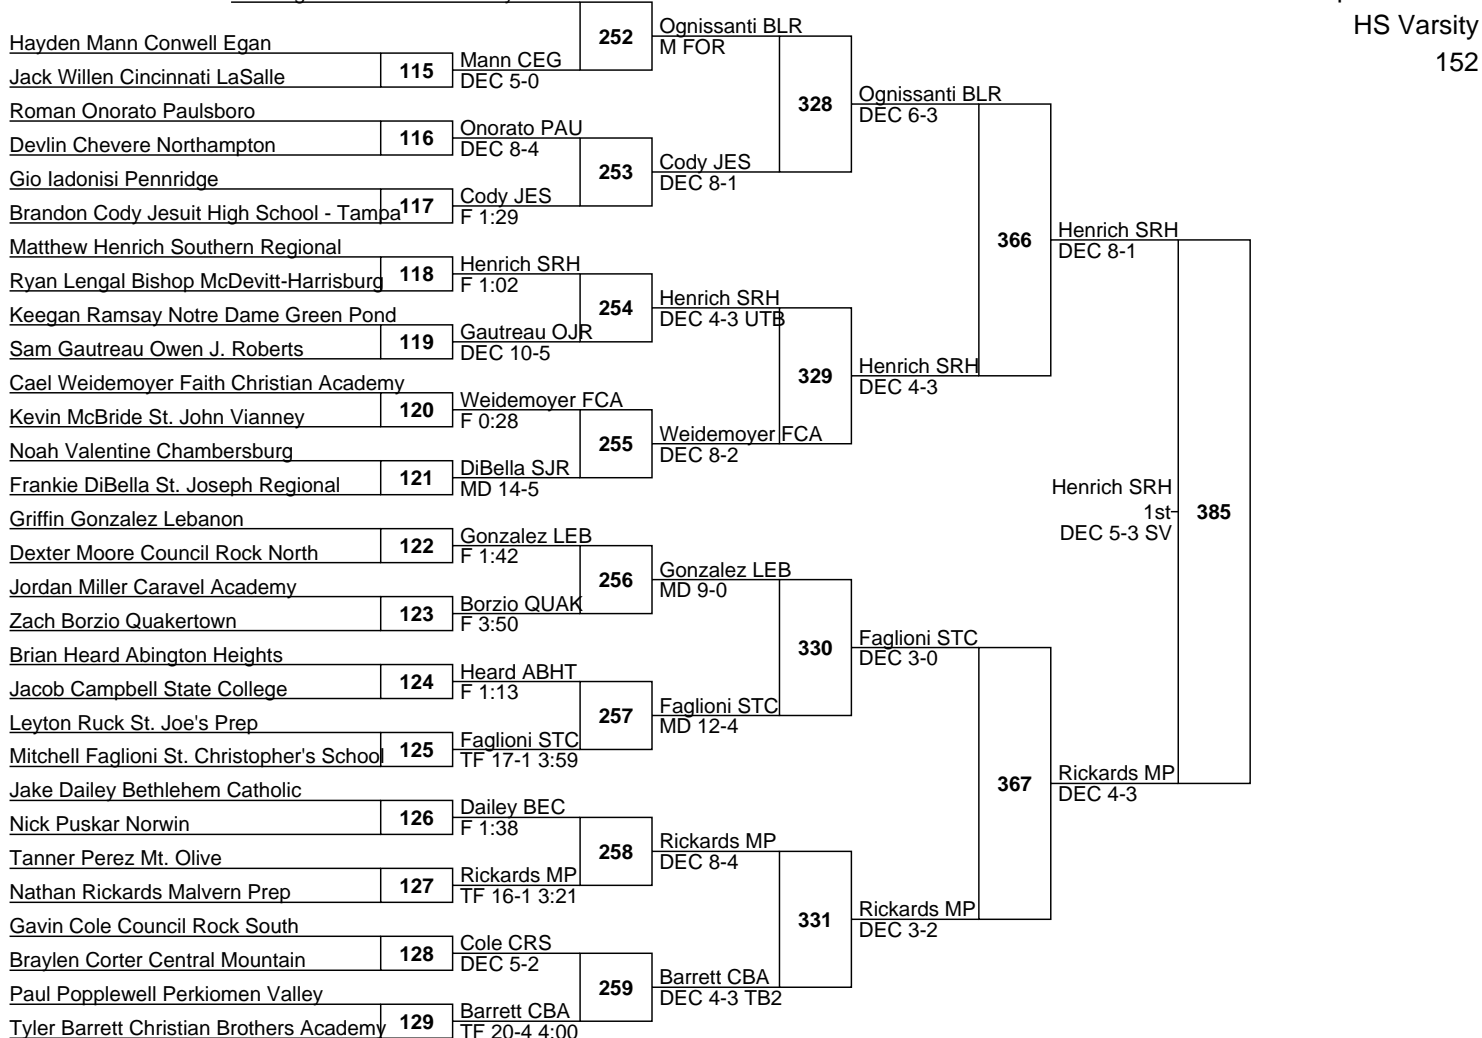 HS Varsity
152
Hayden Mann Conwell Egan
115
Jack Willen Cincinnati LaSalle
Mann CEG
DEC 5-0
252
Ognissanti BLR
M FOR
Roman Onorato Paulsboro
116
Devlin Chevere Northampton
Onorato PAU
DEC 8-4
328
Ognissanti BLR
DEC 6-3
Gio Iadonisi Pennridge
117
Brandon Cody Jesuit High School - Tampa
Cody JES
F 1:29
253
Cody JES
DEC 8-1
Matthew Henrich Southern Regional
118
Ryan Lengal Bishop McDevitt-Harrisburg
Henrich SRH
F 1:02
366
Henrich SRH
DEC 8-1
Keegan Ramsay Notre Dame Green Pond
119
Sam Gautreau Owen J. Roberts
Gautreau OJR
DEC 10-5
254
Henrich SRH
DEC 4-3 UTB
Cael Weidemoyer Faith Christian Academy
120
Kevin McBride St. John Vianney
Weidemoyer FCA
F 0:28
329
Henrich SRH
DEC 4-3
Noah Valentine Chambersburg
121
Frankie DiBella St. Joseph Regional
DiBella SJR
MD 14-5
255
Weidemoyer FCA
DEC 8-2
Henrich SRH
1st
DEC 5-3 SV
385
Griffin Gonzalez Lebanon
122
Dexter Moore Council Rock North
Gonzalez LEB
F 1:42
256
Gonzalez LEB
MD 9-0
Jordan Miller Caravel Academy
123
Zach Borzio Quakertown
Borzio QUAK
F 3:50
330
Faglioni STC
DEC 3-0
Brian Heard Abington Heights
124
Jacob Campbell State College
Heard ABHT
F 1:13
257
Faglioni STC
MD 12-4
Leyton Ruck St. Joe's Prep
125
Mitchell Faglioni St. Christopher's School
Faglioni STC
TF 17-1 3:59
367
Rickards MP
DEC 4-3
Jake Dailey Bethlehem Catholic
126
Nick Puskar Norwin
Dailey BEC
F 1:38
258
Rickards MP
DEC 8-4
Tanner Perez Mt. Olive
127
Nathan Rickards Malvern Prep
Rickards MP
TF 16-1 3:21
331
Rickards MP
DEC 3-2
Gavin Cole Council Rock South
128
Braylen Corter Central Mountain
Cole CRS
DEC 5-2
259
Barrett CBA
DEC 4-3 TB2
Paul Popplewell Perkiomen Valley
129
Tyler Barrett Christian Brothers Academy
Barrett CBA
TF 20-4 4:00